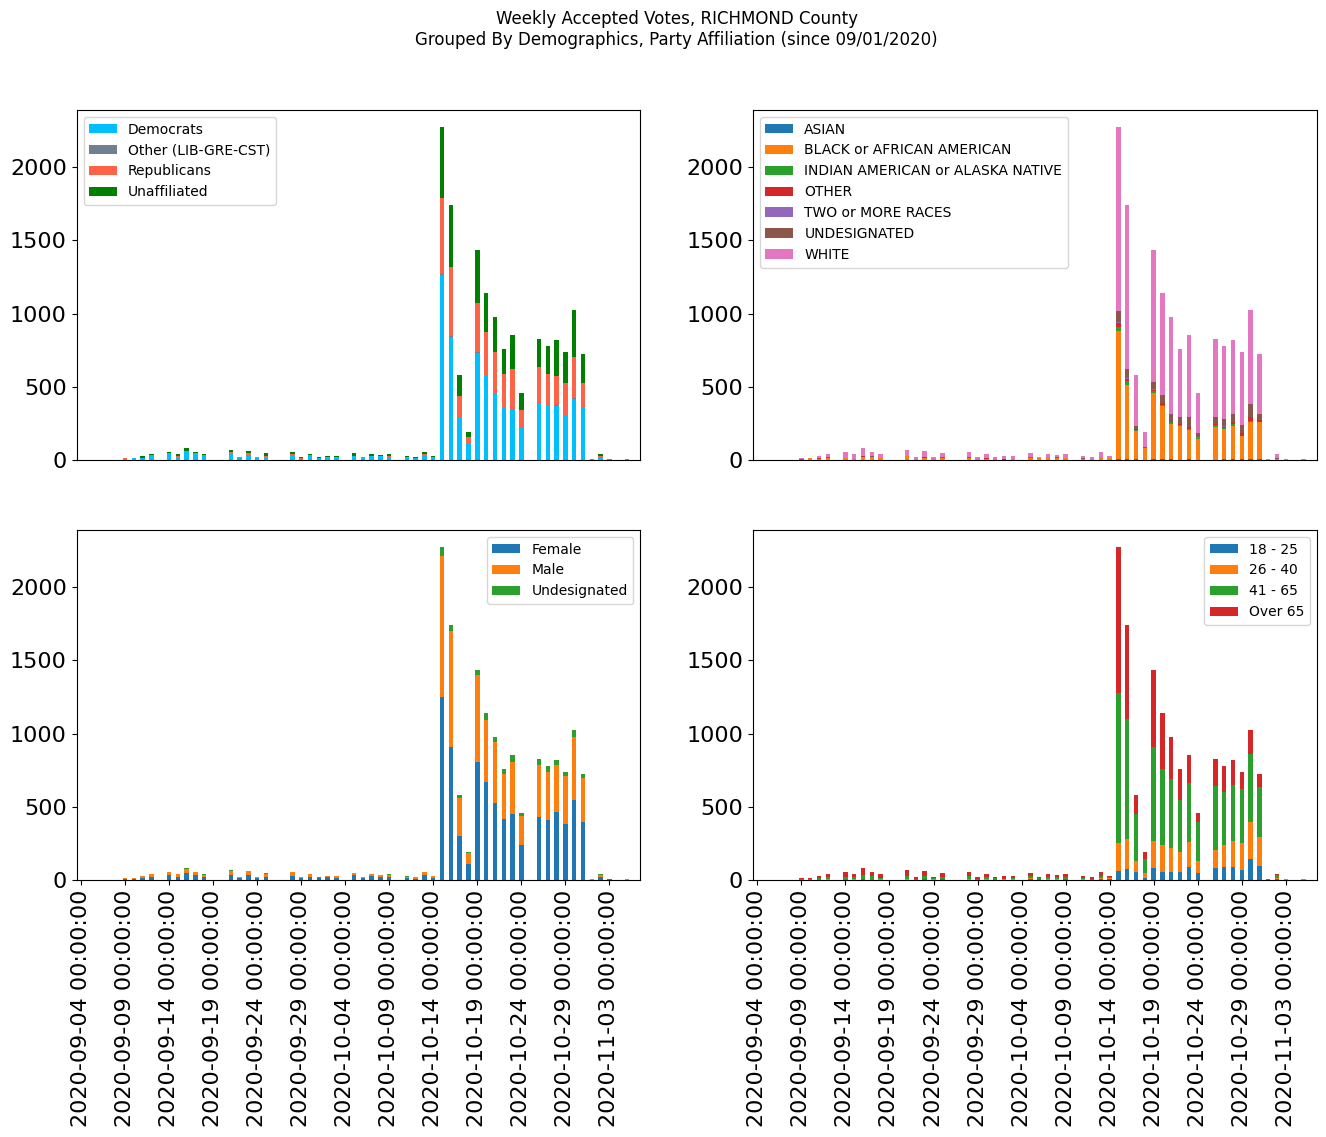 Weekly Accepted Votes, RICHMOND County
Grouped By Demographics, Party Affiliation (since 09/01/2020)
Democrats
Other (LIB-GRE-CST)
Republicans
Unaffiliated
2000
1500
1000
500
0
ASIAN
BLACK or AFRICAN AMERICAN
INDIAN AMERICAN or ALASKA NATIVE
OTHER
TWO or MORE RACES
UNDESIGNATED
WHITE
2000
1500
1000
500
0
Female
Male
Undesignated
2000
1500
1000
500
0
2020-09-04 00:00:00
2020-09-09 00:00:00
2020-09-14 00:00:00
2020-09-19 00:00:00
2020-09-24 00:00:00
2020-09-29 00:00:00
2020-10-04 00:00:00
2020-10-09 00:00:00
2020-10-14 00:00:00
2020-10-19 00:00:00
2020-10-24 00:00:00
2020-10-29 00:00:00
2020-11-03 00:00:00
18 - 25
26 - 40
41 - 65
Over 65
2000
1500
1000
500
0
2020-09-04 00:00:00
2020-09-09 00:00:00
2020-09-14 00:00:00
2020-09-19 00:00:00
2020-09-24 00:00:00
2020-09-29 00:00:00
2020-10-04 00:00:00
2020-10-09 00:00:00
2020-10-14 00:00:00
2020-10-19 00:00:00
2020-10-24 00:00:00
2020-10-29 00:00:00
2020-11-03 00:00:00